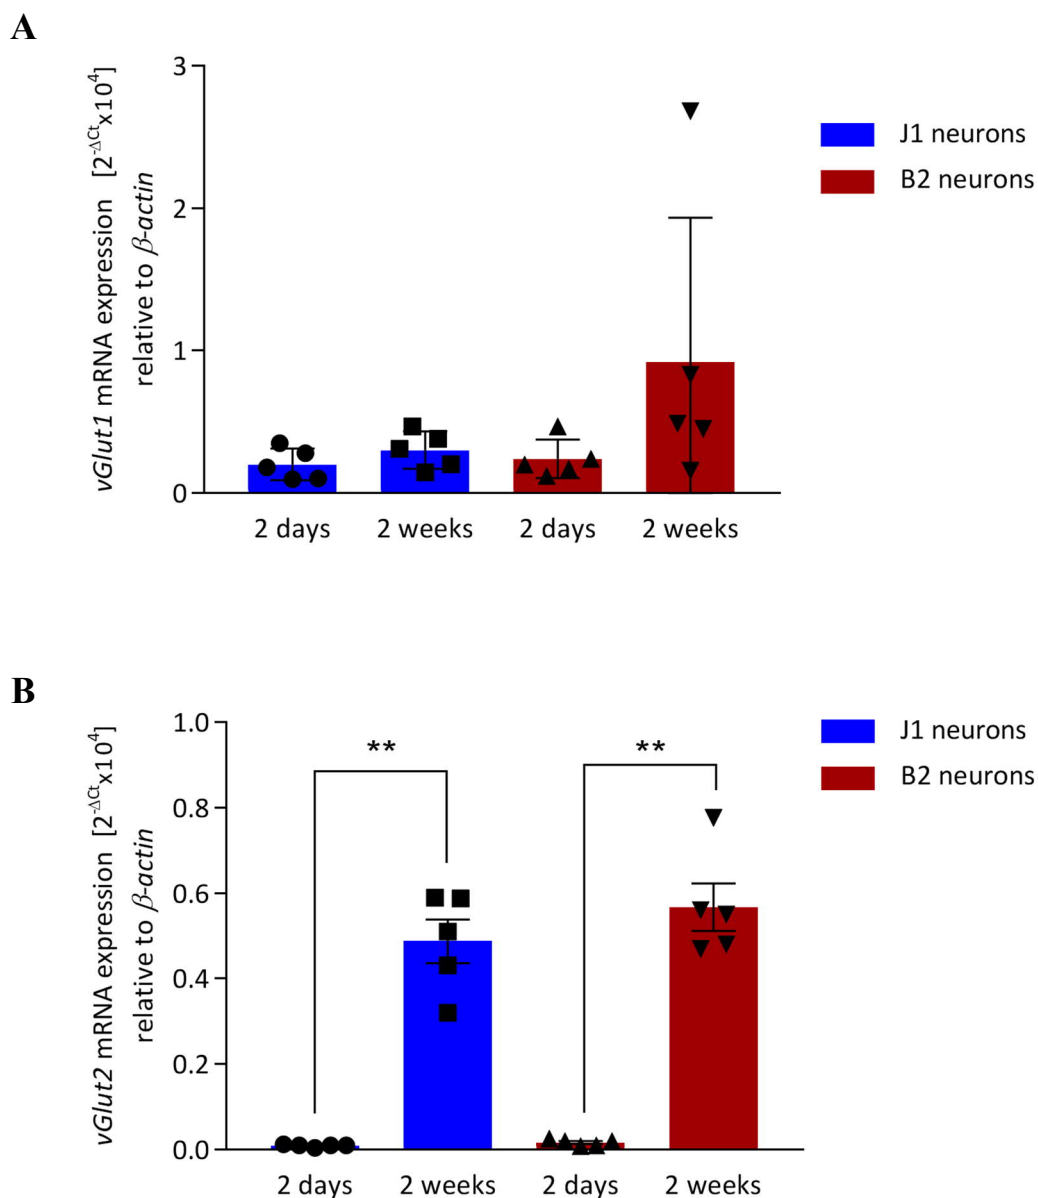 A
vGlut1 mRNA expression [2^-ΔCt x10^4]
relative to β-actin
3
2
1
0
2 days 2 weeks 2 days 2 weeks
J1 neurons
B2 neurons
B
vGlut2 mRNA expression [2^-ΔCt x10^4]
relative to β-actin
1.0
0.8
0.6
0.4
0.2
0.0
** **
2 days 2 weeks 2 days 2 weeks
J1 neurons
B2 neurons